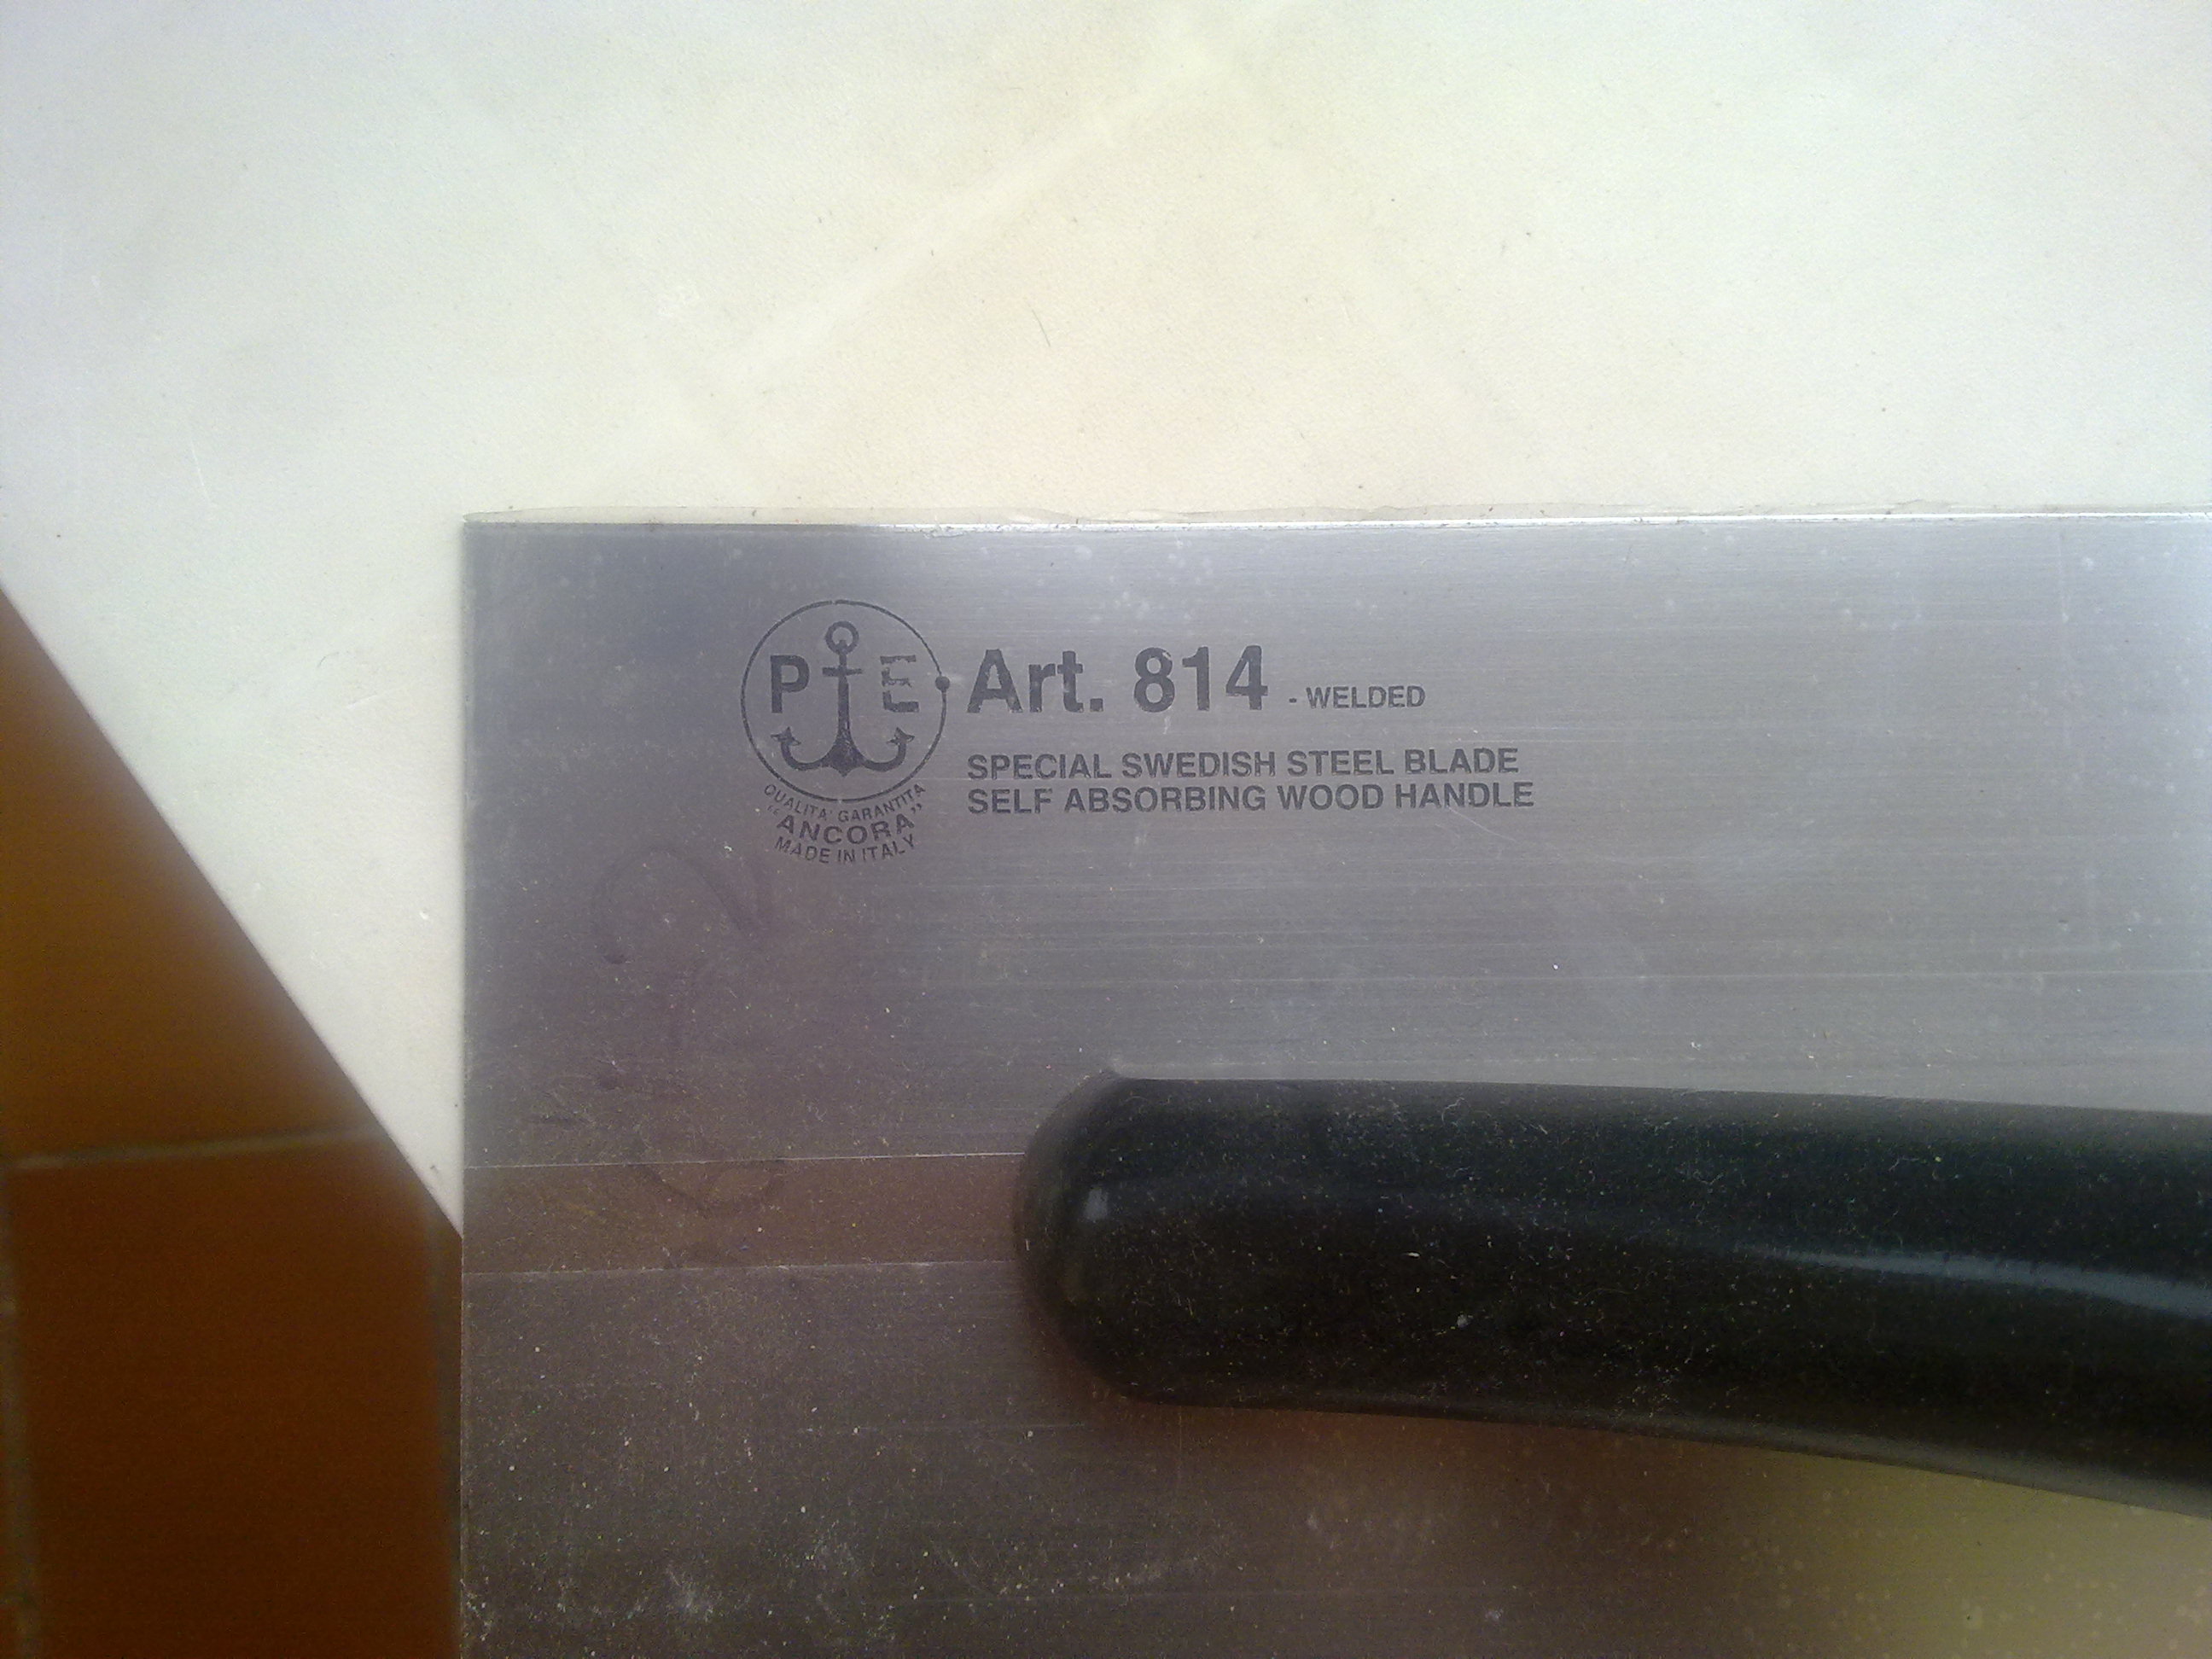 P E
Art. 814 - WELDED
SPECIAL SWEDISH STEEL BLADE
SELF ABSORBING WOOD HANDLE
QUALITA' GARANTITA
"ANCORA"
MADE IN ITALY